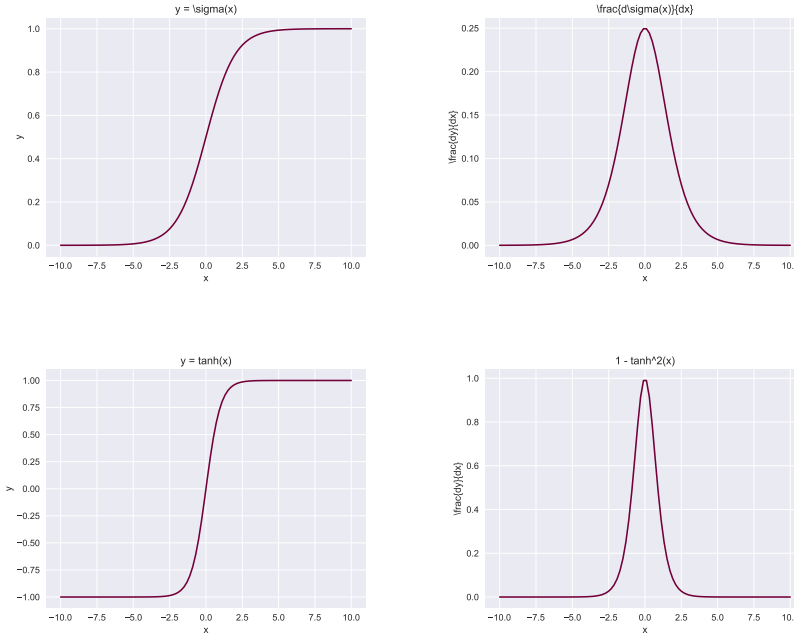 y = \sigma(x)
1.0
0.8
0.6
0.4
0.2
0.0
y
−10.0 −7.5 −5.0 −2.5 0.0 2.5 5.0 7.5 10.0
x
\frac{d\sigma(x)}{dx}
0.25
0.20
0.15
0.10
0.05
0.00
\frac{dy}{dx}
−10.0 −7.5 −5.0 −2.5 0.0 2.5 5.0 7.5 10.
x
y = tanh(x)
1.00
0.75
0.50
0.25
0.00
−0.25
−0.50
−0.75
−1.00
y
−10.0 −7.5 −5.0 −2.5 0.0 2.5 5.0 7.5 10.0
x
1 - tanh^2(x)
1.0
0.8
0.6
0.4
0.2
0.0
\frac{dy}{dx}
−10.0 −7.5 −5.0 −2.5 0.0 2.5 5.0 7.5 10.
x